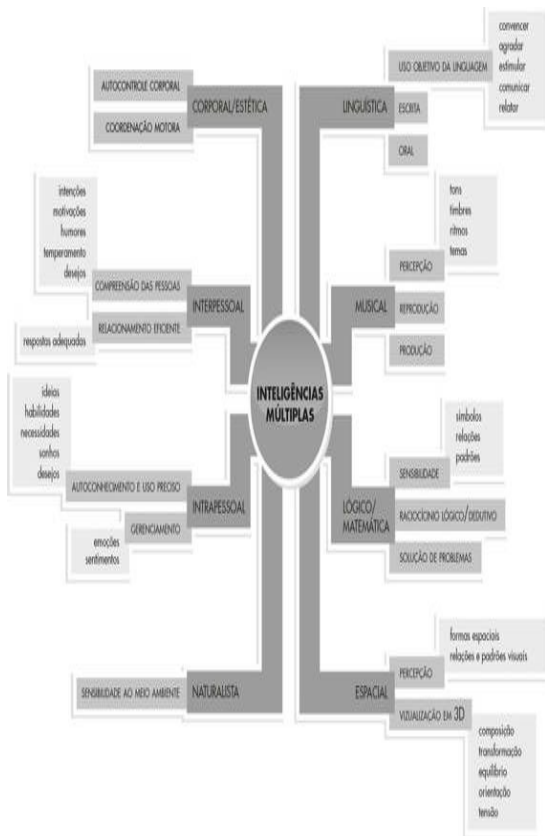 INTELIGÊNCIAS
MÚLTIPLAS
CORPORAL/ESTÉTICA
AUTOCONTROLE CORPORAL
COORDENAÇÃO MOTORA
INTERPESSOAL
COMPREENSÃO DAS PESSOAS
intenções
motivações
humores
temperamento
desejos
RELACIONAMENTO EFICIENTE
respostas adequadas
INTRAPESSOAL
AUTOCONHECIMENTO E USO PRECISO
ideias
habilidades
necessidades
sonhos
desejos
GERENCIAMENTO
emoções
sentimentos
NATURALISTA
SENSIBILIDADE AO MEIO AMBIENTE
LINGUÍSTICA
USO OBJETIVO DA LINGUAGEM
convencer
agradar
estimular
comunicar
relatar
ESCRITA
ORAL
MUSICAL
PERCEPÇÃO
tons
timbres
ritmos
temas
REPRODUÇÃO
PRODUÇÃO
LÓGICO/
MATEMÁTICA
SENSIBILIDADE
símbolos
relações
padrões
RACIOCÍNIO LÓGICO/DEDUTIVO
SOLUÇÃO DE PROBLEMAS
ESPACIAL
PERCEPÇÃO
formas espaciais
relações e padrões visuais
VIZUALIZAÇÃO EM 3D
composição
transformação
equilíbrio
orientação
tensão